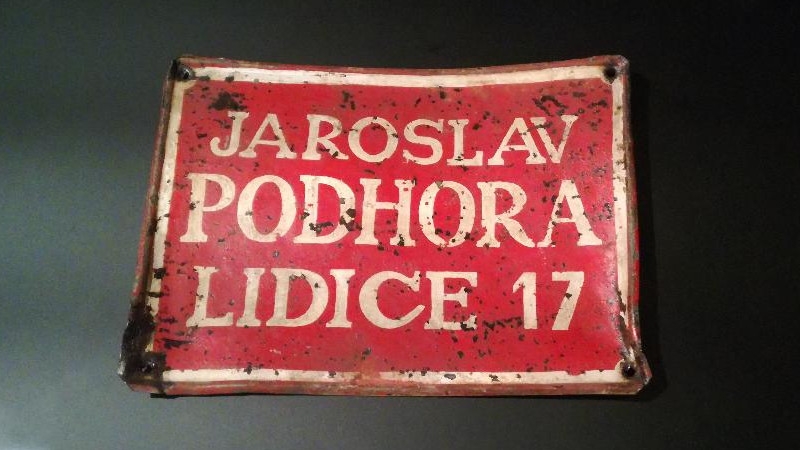 JAROSLAV
PODHORA
LIDICE 17